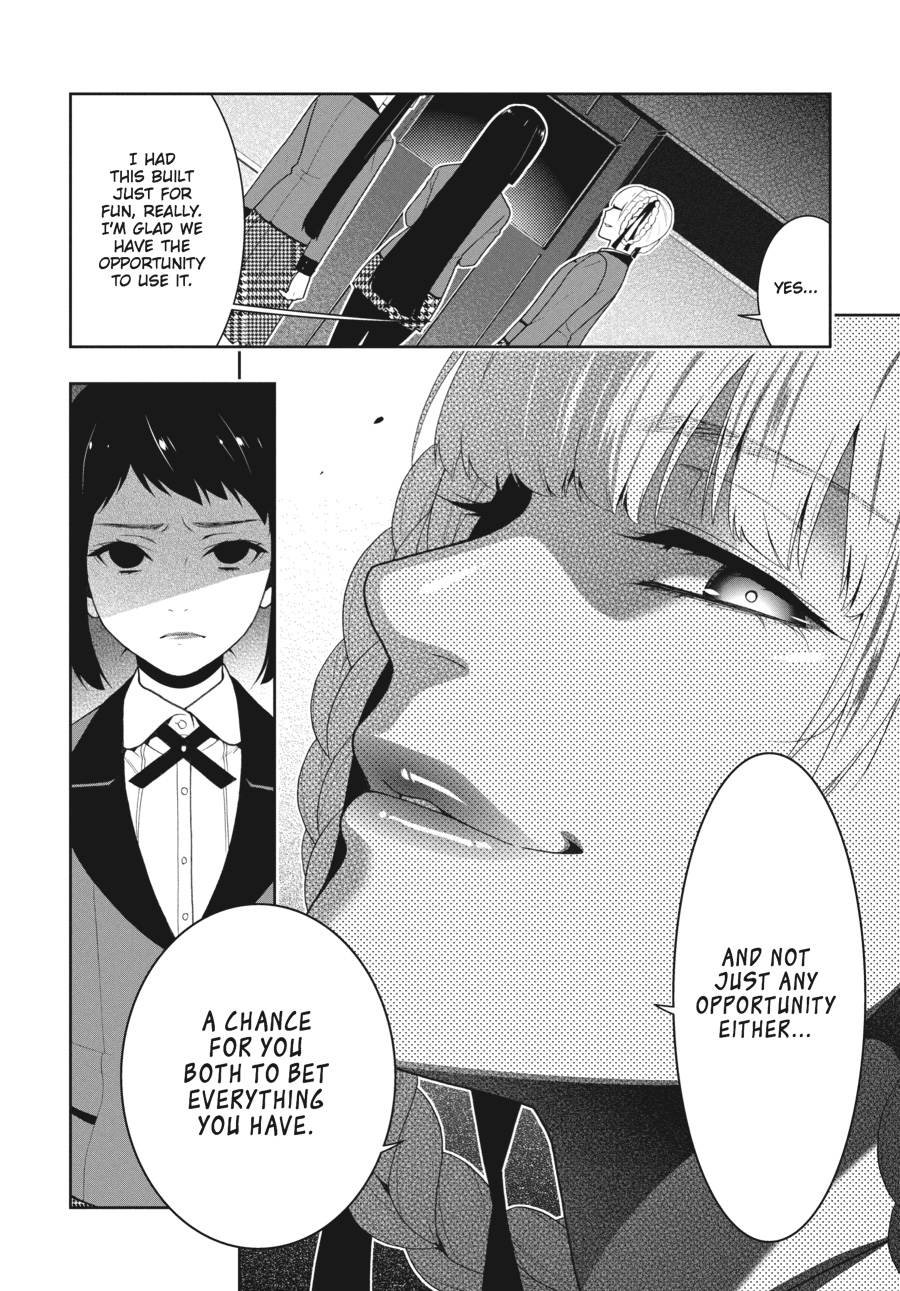 YES...
I HAD
THIS BUILT
JUST FOR
FUN, REALLY.
I'M GLAD WE
HAVE THE
OPPORTUNITY
TO USE IT.
AND NOT
JUST ANY
OPPORTUNITY
EITHER...
A CHANCE
FOR YOU
BOTH TO BET
EVERYTHING
YOU HAVE.